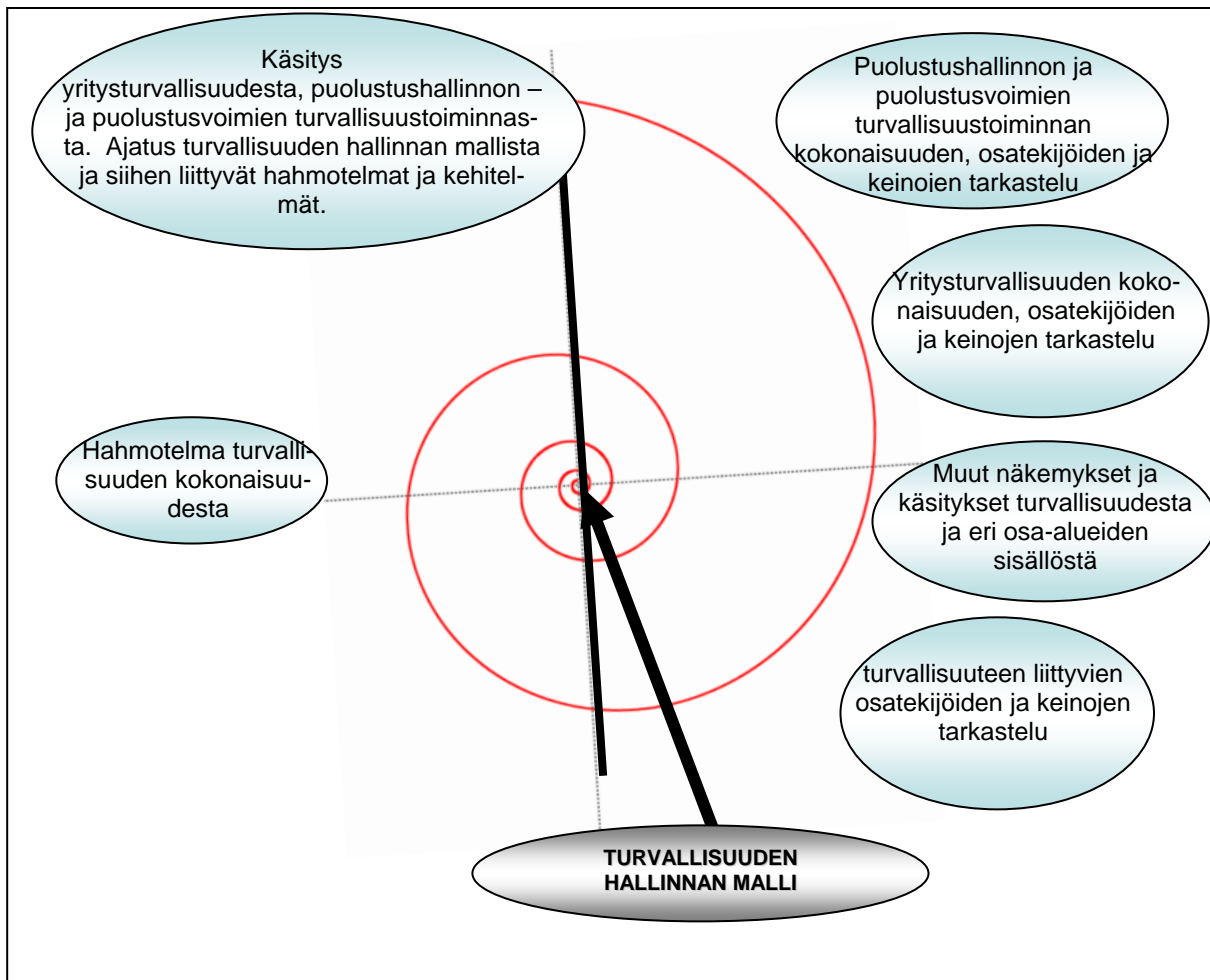 Käsitys
yritysturvallisuudesta, puolustushallinnon –
ja puolustusvoimien turvallisuustoiminnas-
ta. Ajatus turvallisuuden hallinnan mallista
ja siihen liittyvät hahmotelmat ja kehitel-
mät.
Puolustushallinnon ja
puolustusvoimien
turvallisuustoiminnan
kokonaisuuden, osatekijöiden ja
keinojen tarkastelu
Yritysturvallisuuden koko-
naisuuden, osatekijöiden
ja keinojen tarkastelu
Hahmotelma turvalli-
suuden kokonaisuu-
desta
Muut näkemykset ja
käsitykset turvallisuudesta
ja eri osa-alueiden
sisällöstä
turvallisuuteen liittyvien
osatekijöiden ja keinojen
tarkastelu
TURVALLISUUDEN
HALLINNAN MALLI